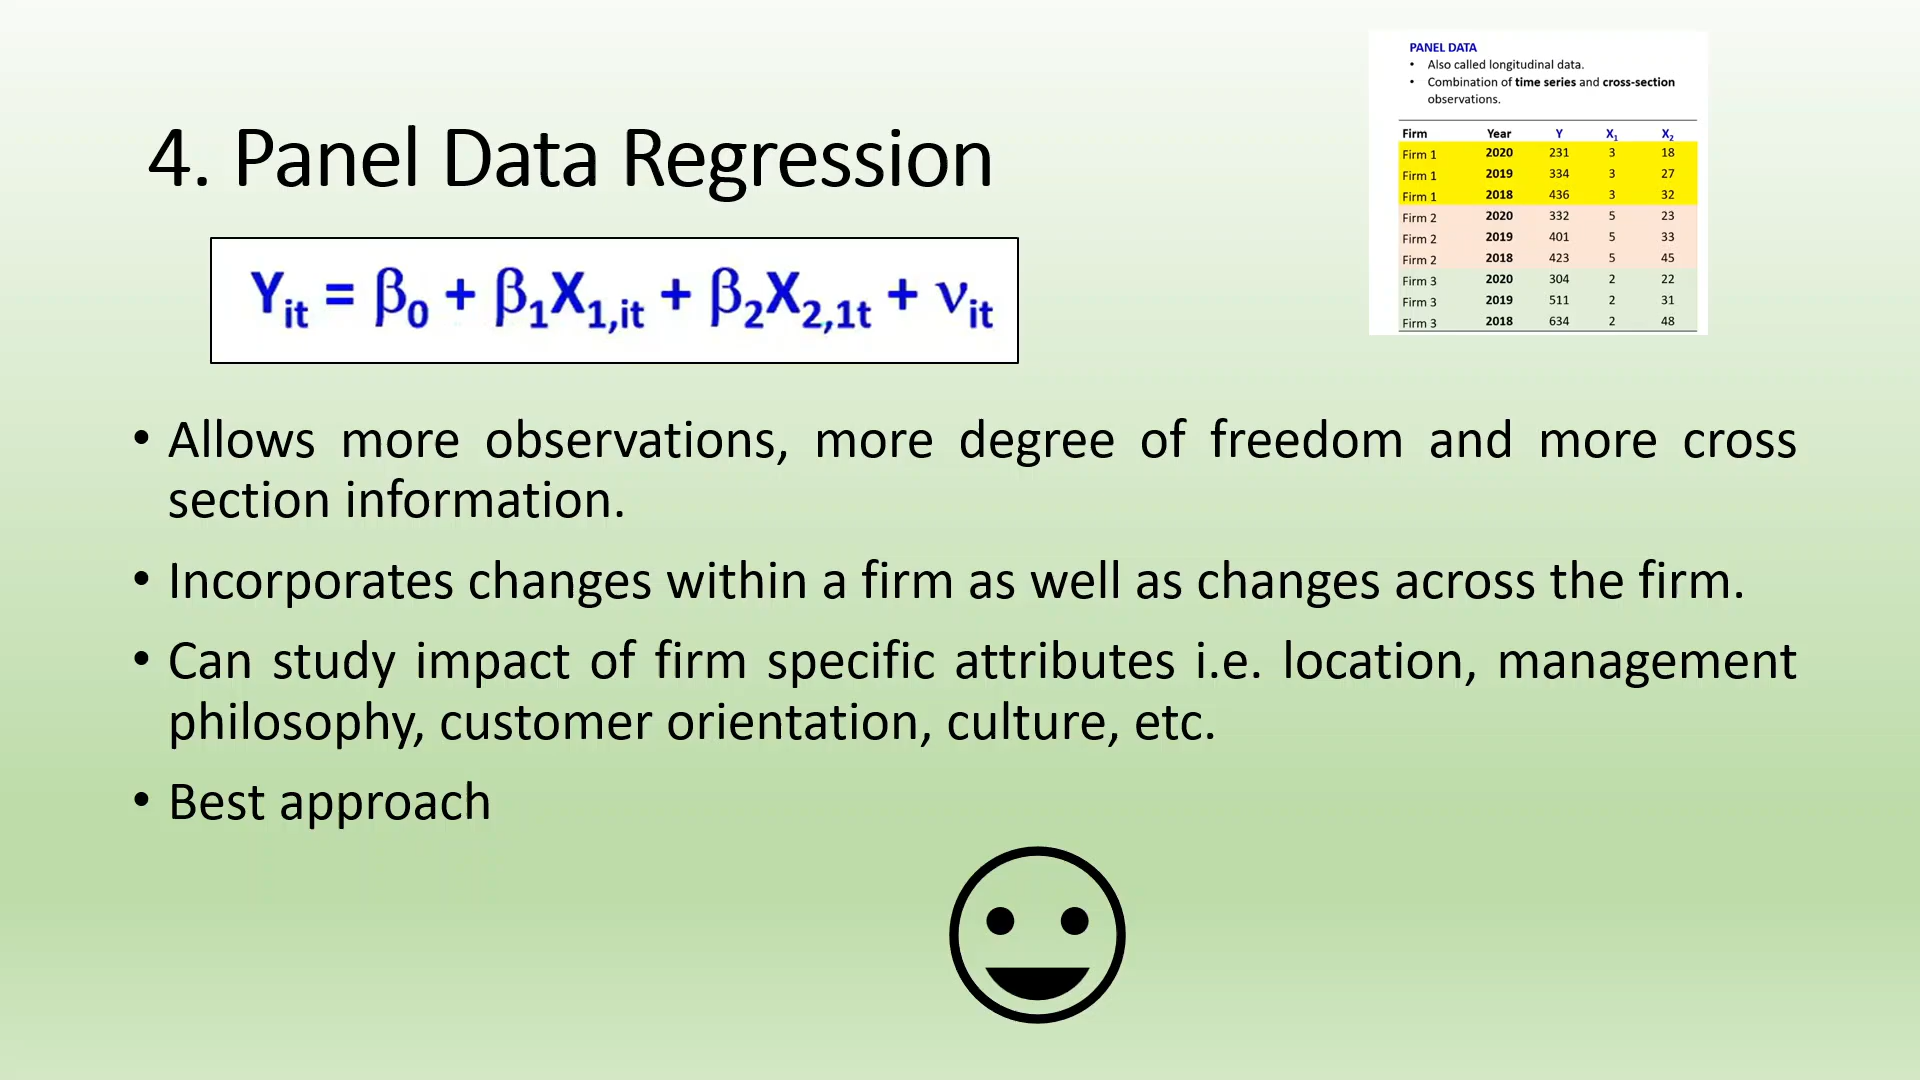 4. Panel Data Regression
Yit = β0 + β1X1,it + β2X2,1t + νit
PANEL DATA
• Also called longitudinal data.
• Combination of time series and cross-section
observations.
Firm Year Y X1 X2
Firm 1 2020 231 3 18
Firm 1 2019 334 3 27
Firm 1 2018 436 3 32
Firm 2 2020 332 5 23
Firm 2 2019 401 5 33
Firm 2 2018 423 5 45
Firm 3 2020 304 2 22
Firm 3 2019 511 2 31
Firm 3 2018 634 2 48
• Allows more observations, more degree of freedom and more cross
section information.
• Incorporates changes within a firm as well as changes across the firm.
• Can study impact of firm specific attributes i.e. location, management
philosophy, customer orientation, culture, etc.
• Best approach